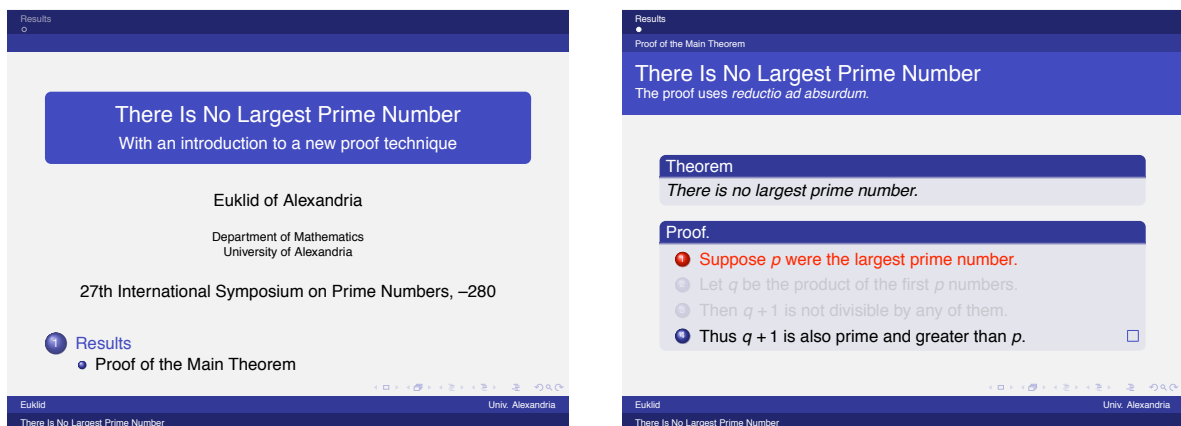 Results
There Is No Largest Prime Number
With an introduction to a new proof technique
Euklid of Alexandria
Department of Mathematics
University of Alexandria
27th International Symposium on Prime Numbers, –280
1 Results
Proof of the Main Theorem
Euklid Univ. Alexandria
There Is No Largest Prime Number
Results
Proof of the Main Theorem
There Is No Largest Prime Number
The proof uses reductio ad absurdum.
Theorem
There is no largest prime number.
Proof.
1 Suppose p were the largest prime number.
2 Let q be the product of the first p numbers.
3 Then q + 1 is not divisible by any of them.
4 Thus q + 1 is also prime and greater than p.
Euklid Univ. Alexandria
There Is No Largest Prime Number